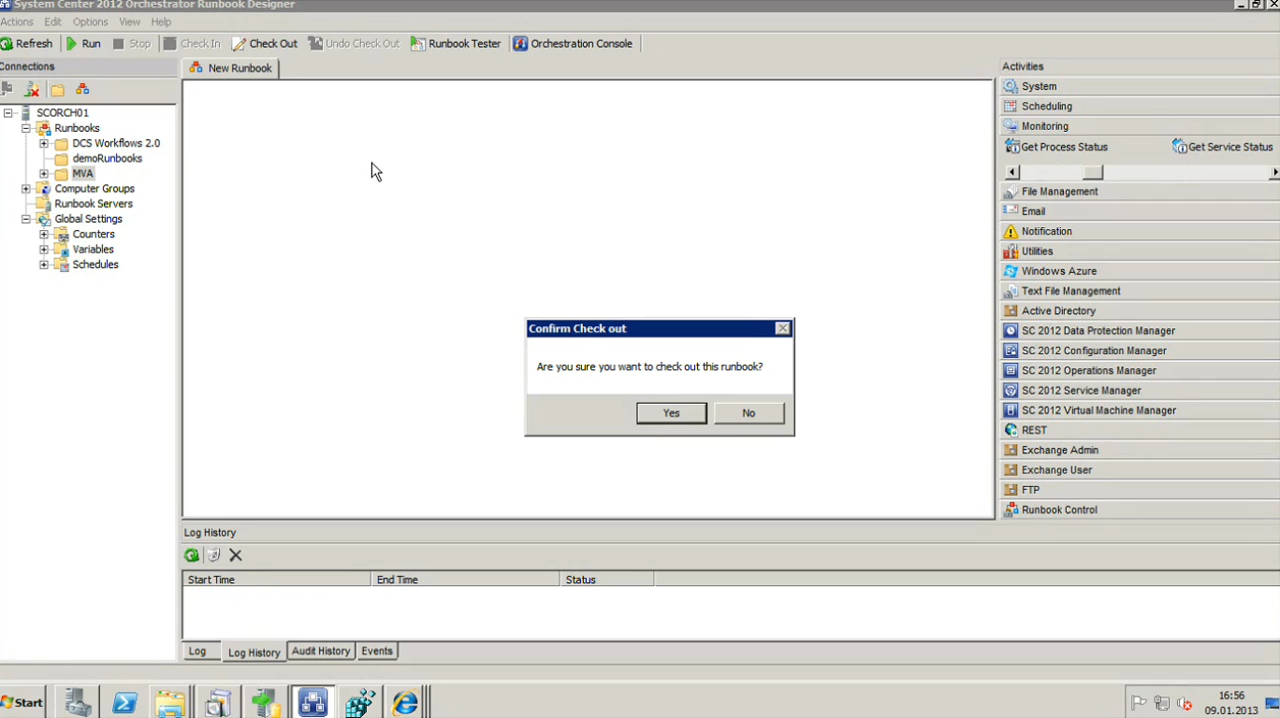 System Center 2012 Orchestrator Runbook Designer
Actions Edit Options View Help
Refresh Run Stop Check In Check Out Undo Check Out Runbook Tester Orchestration Console
Connections
SCORCH01
Runbooks
DCS Workflows 2.0
demoRunbooks
MVA
Computer Groups
Runbook Servers
Global Settings
Counters
Variables
Schedules
New Runbook
Confirm Check out
Are you sure you want to check out this runbook?
Yes No
Activities
System
Scheduling
Monitoring
Get Process Status Get Service Status
File Management
Email
Notification
Utilities
Windows Azure
Text File Management
Active Directory
SC 2012 Data Protection Manager
SC 2012 Configuration Manager
SC 2012 Operations Manager
SC 2012 Service Manager
SC 2012 Virtual Machine Manager
REST
Exchange Admin
Exchange User
FTP
Runbook Control
Log History
Start Time End Time Status
Log Log History Audit History Events
Start
16:56
09.01.2013